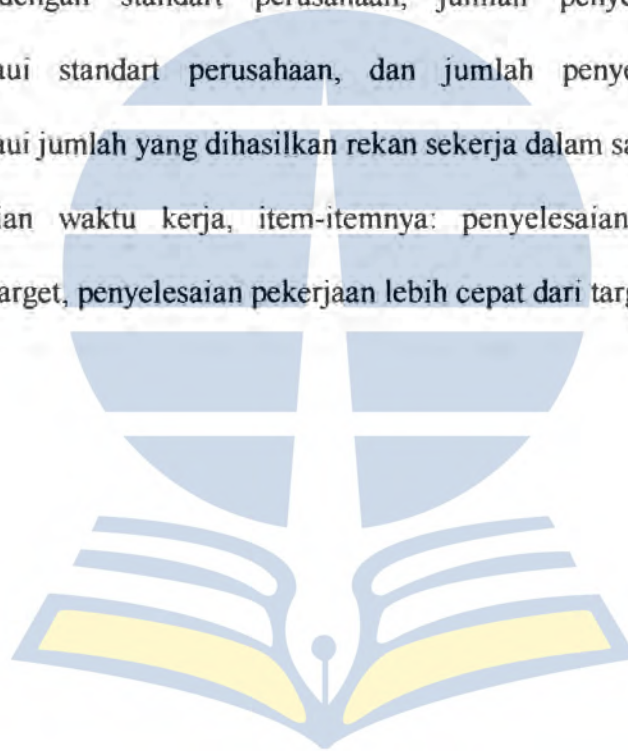 dengan standart perusahaan, jumlah
standart perusahaan, dan jumlah
jumlah yang dihasilkan rekan sekerja dalam
waktu kerja, item-itemnya: penyelesaian
penyelesaian pekerjaan lebih cepat dari